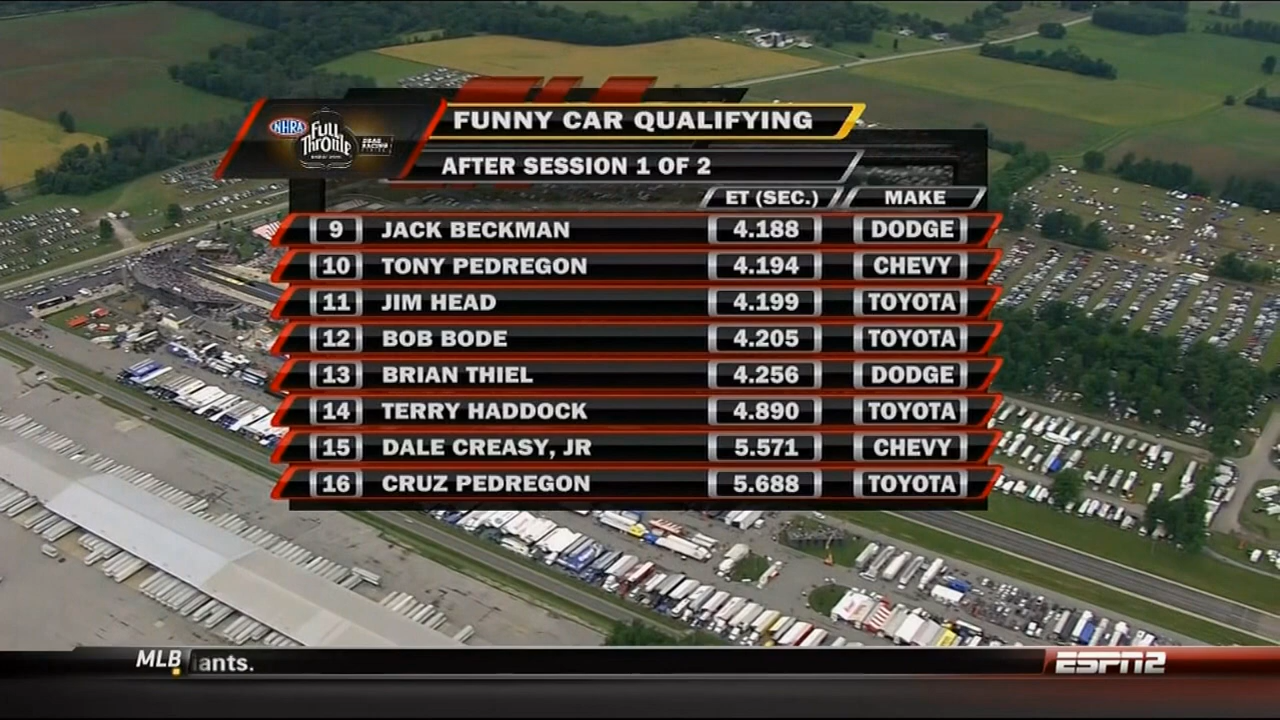 NHRA
Full
Throttle
FUNNY CAR QUALIFYING
AFTER SESSION 1 OF 2
ET (SEC.) MAKE
9 JACK BECKMAN 4.188 DODGE
10 TONY PEDREGON 4.194 CHEVY
11 JIM HEAD 4.199 TOYOTA
12 BOB BODE 4.205 TOYOTA
13 BRIAN THIEL 4.256 DODGE
14 TERRY HADDOCK 4.890 TOYOTA
15 DALE CREASY, JR 5.571 CHEVY
16 CRUZ PEDREGON 5.688 TOYOTA
MLB iants. ESPN2